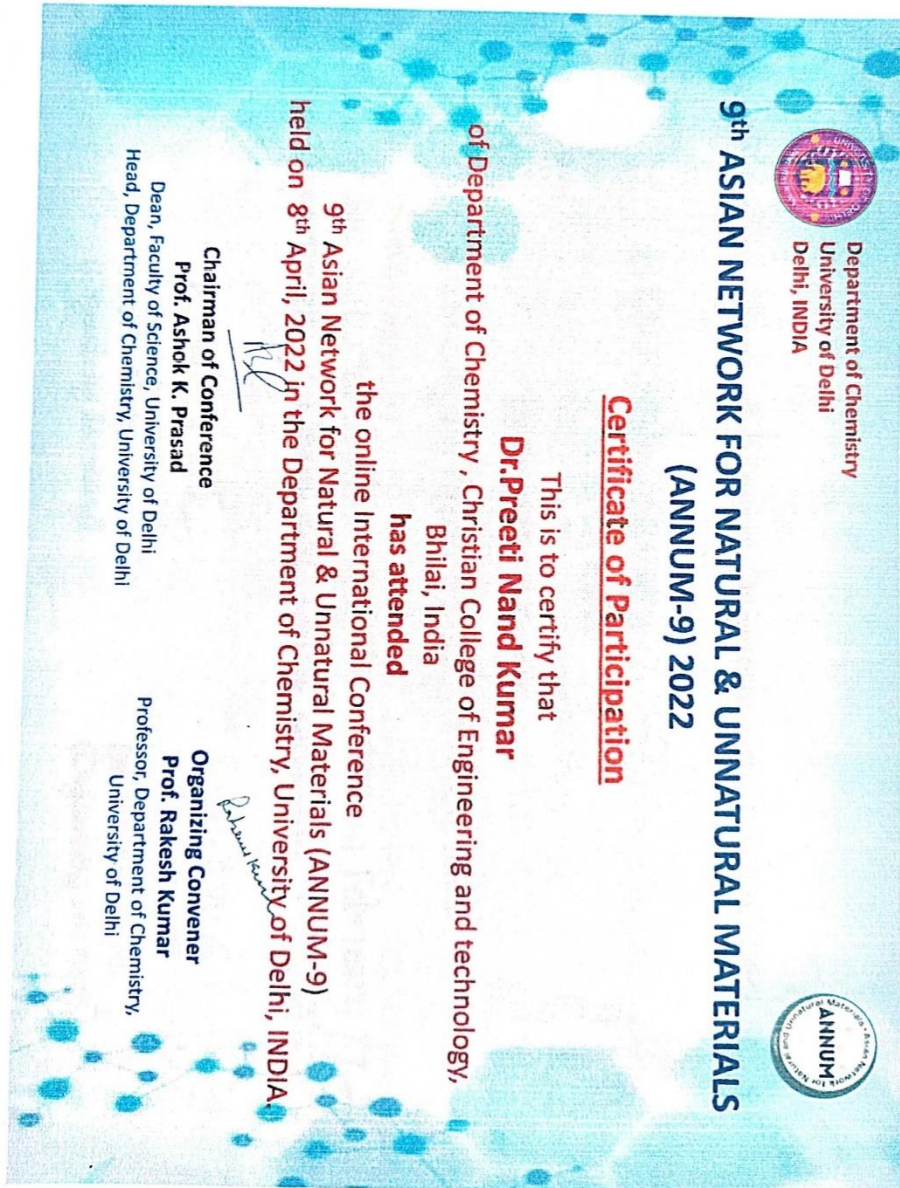 Department of Chemistry
University of Delhi
Delhi, INDIA
ANNUM
9th ASIAN NETWORK FOR NATURAL & UNNATURAL MATERIALS
(ANNUM-9) 2022
Certificate of Participation
This is to certify that
Dr.Preeti Nand Kumar
of Department of Chemistry , Christian College of Engineering and technology,
Bhilai, India
has attended
the online International Conference
9th Asian Network for Natural & Unnatural Materials (ANNUM-9)
held on 8th April, 2022 in the Department of Chemistry, University of Delhi, INDIA.
Chairman of Conference
Prof. Ashok K. Prasad
Dean, Faculty of Science, University of Delhi
Head, Department of Chemistry, University of Delhi
Rakesh Kumar
Organizing Convener
Prof. Rakesh Kumar
Professor, Department of Chemistry,
University of Delhi